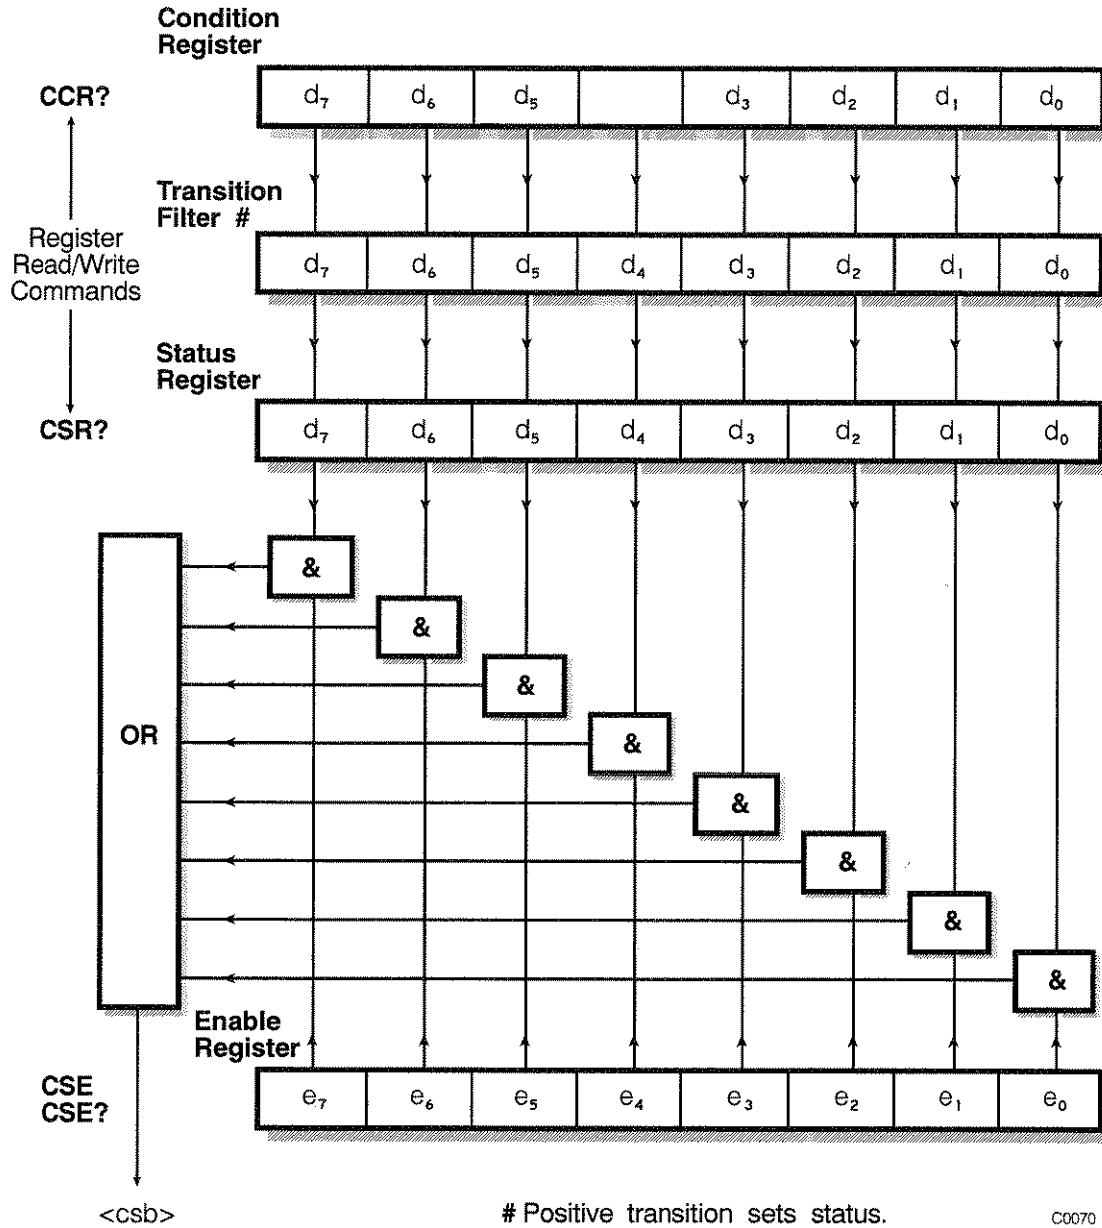 Condition
Register
CCR?
d₇ d₆ d₅ d₃ d₂ d₁ d₀
Transition
Filter #
Register
Read/Write
Commands
d₇ d₆ d₅ d₄ d₃ d₂ d₁ d₀
Status
Register
CSR?
d₇ d₆ d₅ d₄ d₃ d₂ d₁ d₀
&
&
&
&
&
&
&
&
OR
Enable
Register
CSE
CSE?
e₇ e₆ e₅ e₄ e₃ e₂ e₁ e₀
<csb>
# Positive transition sets status.
C0070